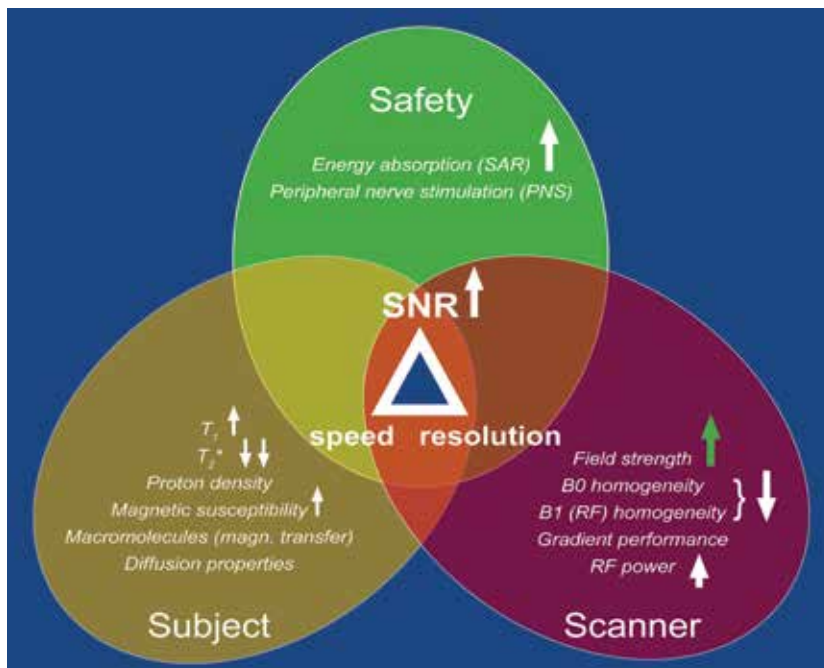 Safety
Energy absorption (SAR)
Peripheral nerve stimulation (PNS)
SNR
speed resolution
T₁
T₂*
Proton density
Magnetic susceptibility
Macromolecules (magn. transfer)
Diffusion properties
Subject
Field strength
B0 homogeneity
B1 (RF) homogeneity
Gradient performance
RF power
Scanner